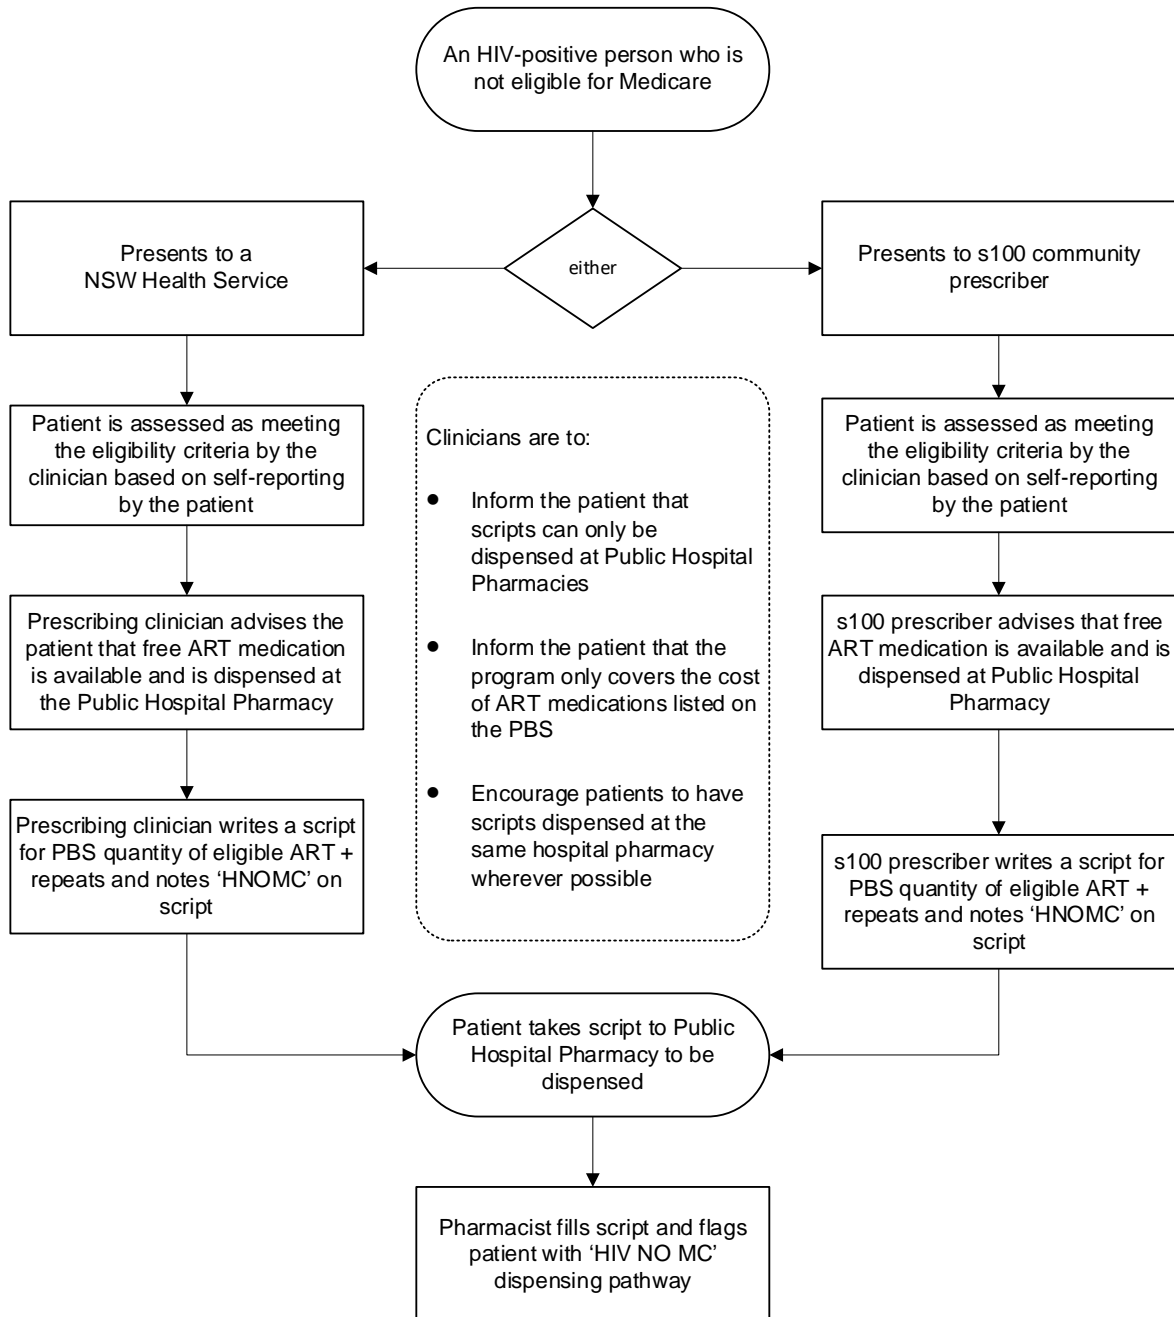 An HIV-positive person who is
not eligible for Medicare
either
Presents to a
NSW Health Service
Patient is assessed as meeting
the eligibility criteria by the
clinician based on self-reporting
by the patient
Prescribing clinician advises the
patient that free ART medication
is available and is dispensed at
the Public Hospital Pharmacy
Prescribing clinician writes a script
for PBS quantity of eligible ART +
repeats and notes ‘HNOMC’ on
script
Clinicians are to:
● Inform the patient that
scripts can only be
dispensed at Public Hospital
Pharmacies
● Inform the patient that the
program only covers the cost
of ART medications listed on
the PBS
● Encourage patients to have
scripts dispensed at the
same hospital pharmacy
wherever possible
Presents to s100 community
prescriber
Patient is assessed as meeting
the eligibility criteria by the
clinician based on self-reporting
by the patient
s100 prescriber advises that free
ART medication is available and is
dispensed at Public Hospital
Pharmacy
s100 prescriber writes a script for
PBS quantity of eligible ART +
repeats and notes ‘HNOMC’ on
script
Patient takes script to Public
Hospital Pharmacy to be
dispensed
Pharmacist fills script and flags
patient with ‘HIV NO MC’
dispensing pathway